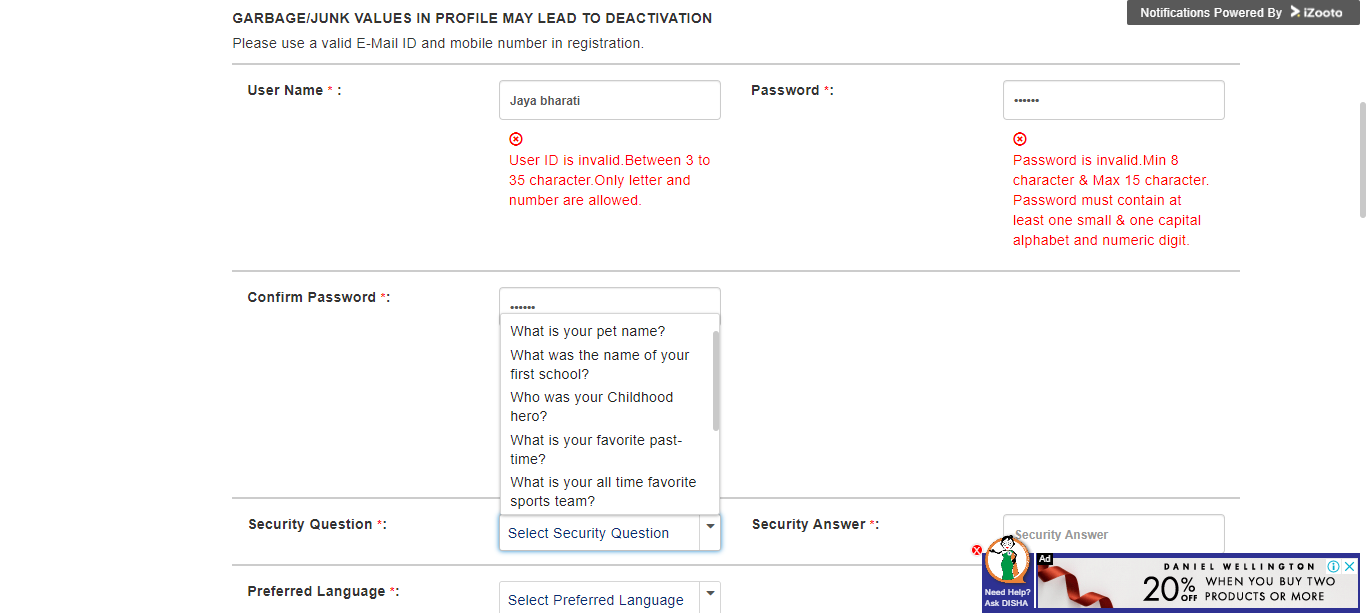 Notifications Powered By iZooto
GARBAGE/JUNK VALUES IN PROFILE MAY LEAD TO DEACTIVATION
Please use a valid E-Mail ID and mobile number in registration.
User Name * :
Jaya bharati
Password *:
••••••
User ID is invalid.Between 3 to
35 character.Only letter and
number are allowed.
Password is invalid.Min 8
character & Max 15 character.
Password must contain at
least one small & one capital
alphabet and numeric digit.
Confirm Password *:
••••••
What is your pet name?
What was the name of your
first school?
Who was your Childhood
hero?
What is your favorite past-
time?
What is your all time favorite
sports team?
Security Question *:
Select Security Question
Security Answer *:
Security Answer
Preferred Language *:
Select Preferred Language
Need Help?
Ask DISHA
Ad
DANIEL WELLINGTON
20% OFF WHEN YOU BUY TWO
PRODUCTS OR MORE